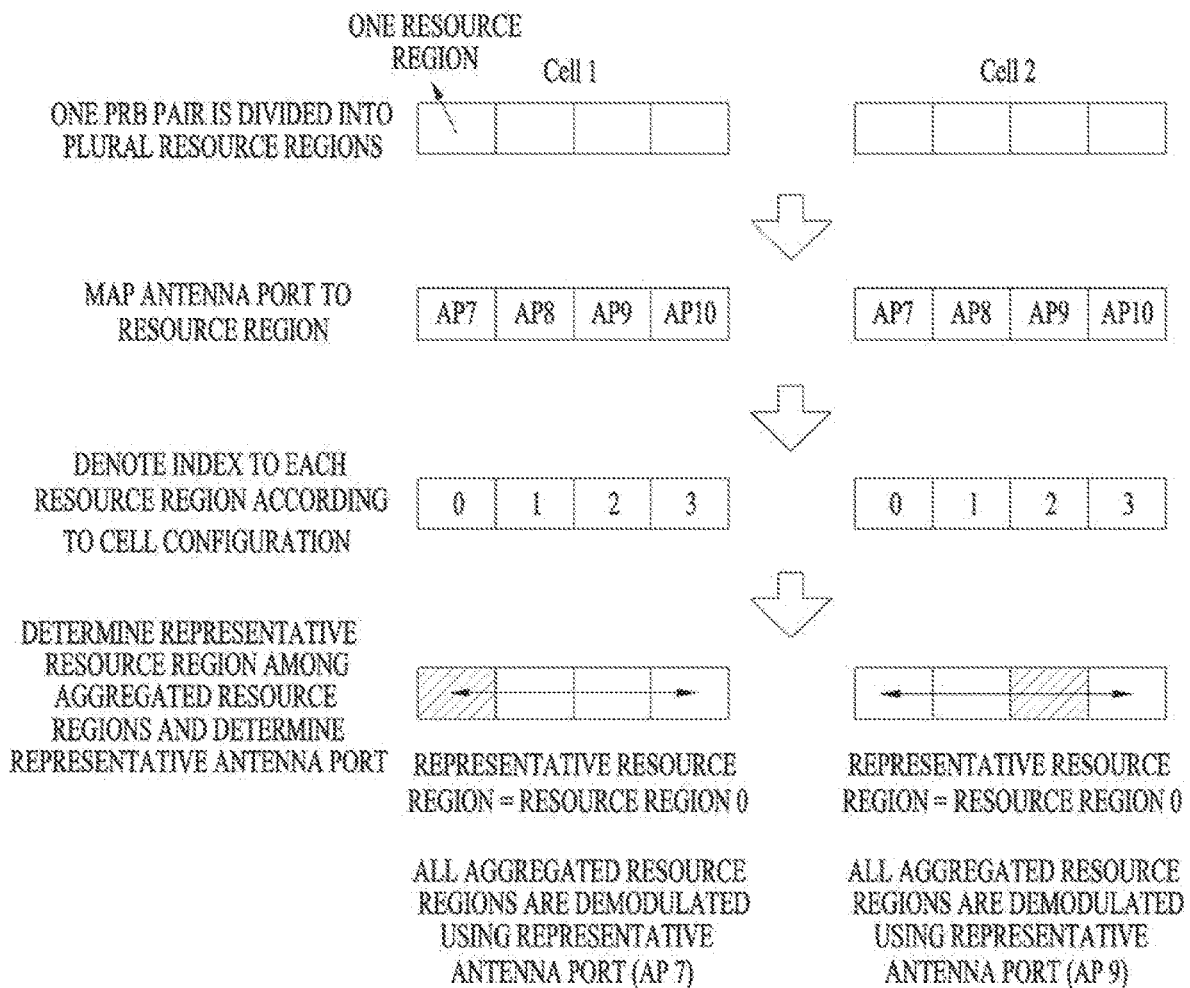 ONE RESOURCE
REGION
Cell 1
Cell 2
ONE PRB PAIR IS DIVIDED INTO
PLURAL RESOURCE REGIONS
MAP ANTENNA PORT TO
RESOURCE REGION
AP7 AP8 AP9 AP10
AP7 AP8 AP9 AP10
DENOTE INDEX TO EACH
RESOURCE REGION ACCORDING
TO CELL CONFIGURATION
0 1 2 3
0 1 2 3
DETERMINE REPRESENTATIVE
RESOURCE REGION AMONG
AGGREGATED RESOURCE
REGIONS AND DETERMINE
REPRESENTATIVE ANTENNA PORT
REPRESENTATIVE RESOURCE
REGION = RESOURCE REGION 0
REPRESENTATIVE RESOURCE
REGION = RESOURCE REGION 0
ALL AGGREGATED RESOURCE
REGIONS ARE DEMODULATED
USING REPRESENTATIVE
ANTENNA PORT (AP 7)
ALL AGGREGATED RESOURCE
REGIONS ARE DEMODULATED
USING REPRESENTATIVE
ANTENNA PORT (AP 9)